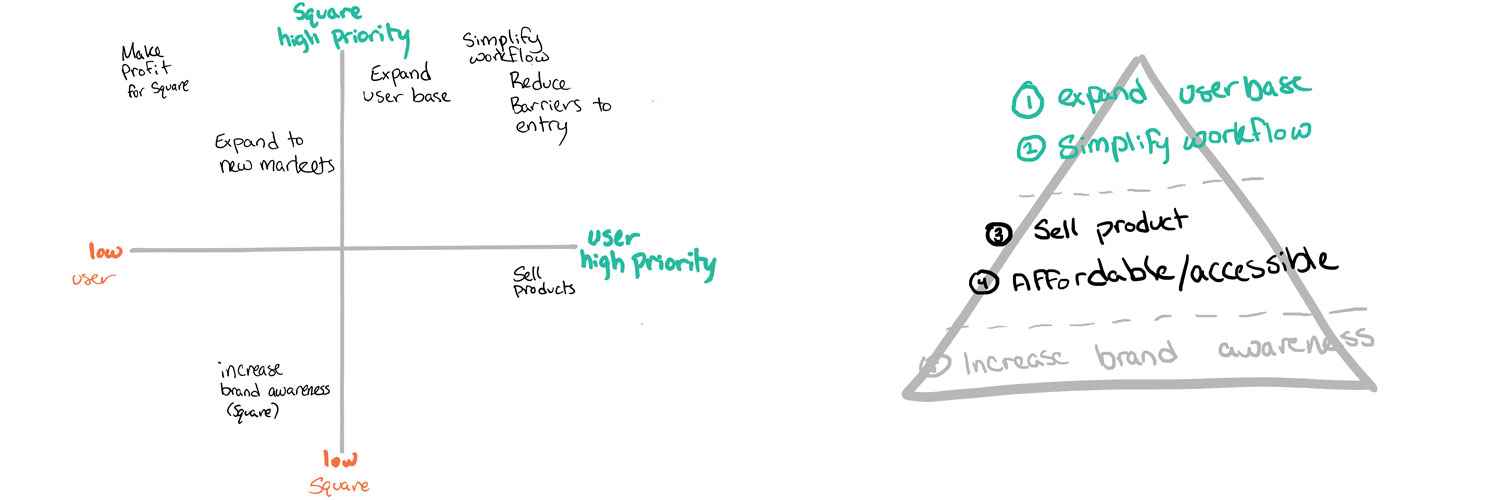 Square
high priority
Make
Profit
for Square
Expand
user base
Simplify
workflow
Reduce
Barriers to
entry
Expand to
new markets
low
user
user
high priority
Sell
products
increase
brand awareness
(Square)
low
Square
1 expand userbase
2 Simplify workflow
3 Sell product
4 Affordable/accessible
5 Increase brand awareness